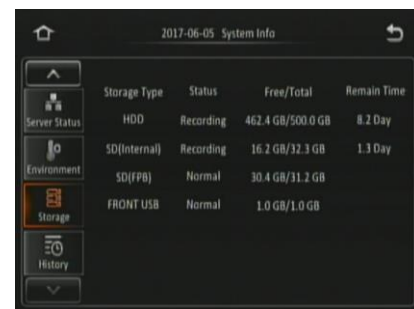 2017-06-05 System Info
Storage Type Status Free/Total Remain Time
HDD Recording 462.4 GB/500.0 GB 8.2 Day
SD(Internal) Recording 16.2 GB/32.3 GB 1.3 Day
SD(FPB) Normal 30.4 GB/31.2 GB
FRONT USB Normal 1.0 GB/1.0 GB
Server Status
Environment
Storage
History